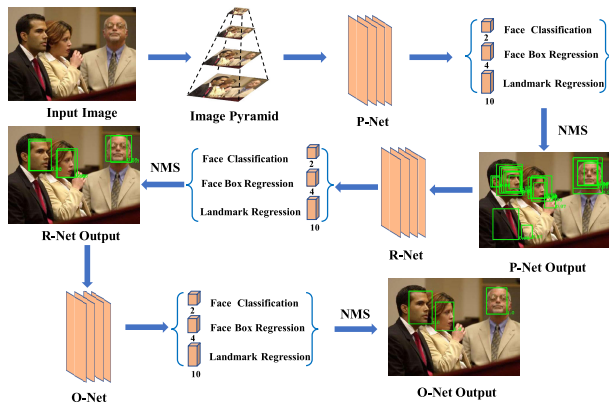 Input Image
Image Pyramid
P-Net
2
Face Classification
4
Face Box Regression
10
Landmark Regression
NMS
P-Net Output
R-Net
Face Classification
2
Face Box Regression
4
Landmark Regression
10
NMS
R-Net Output
O-Net
2
Face Classification
4
Face Box Regression
10
Landmark Regression
NMS
O-Net Output